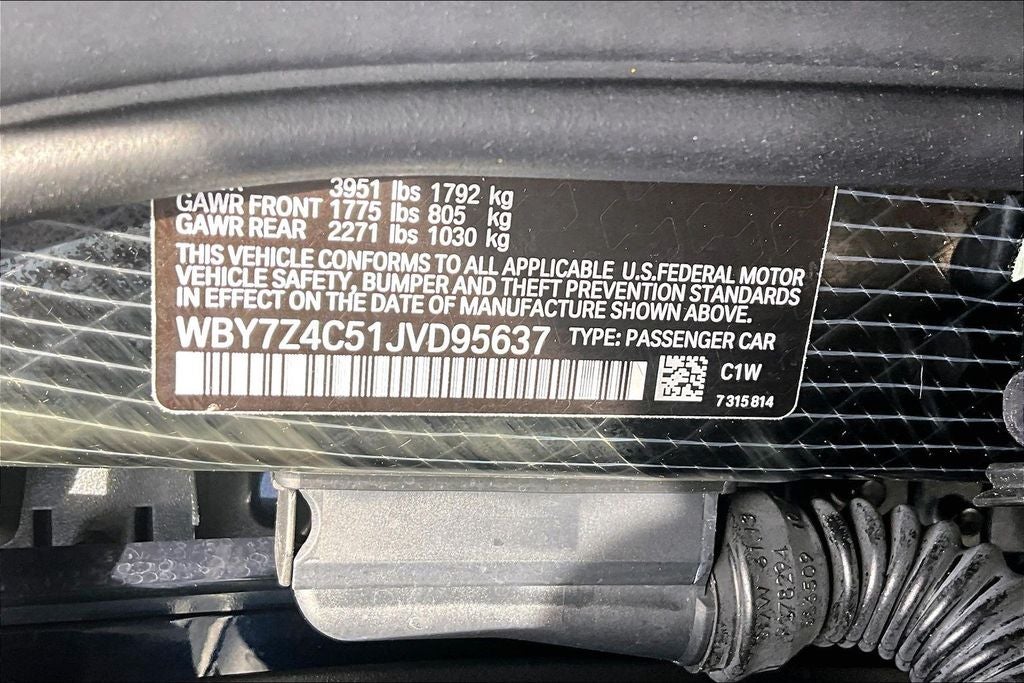 3951 lbs 1792 kg
GAWR FRONT 1775 lbs 805 kg
GAWR REAR 2271 lbs 1030 kg
THIS VEHICLE CONFORMS TO ALL APPLICABLE U.S.FEDERAL MOTOR
VEHICLE SAFETY, BUMPER AND THEFT PREVENTION STANDARDS
IN EFFECT ON THE DATE OF MANUFACTURE SHOWN ABOVE.
WBY7Z4C51JVD95637 TYPE: PASSENGER CAR
C1W
7 315 814